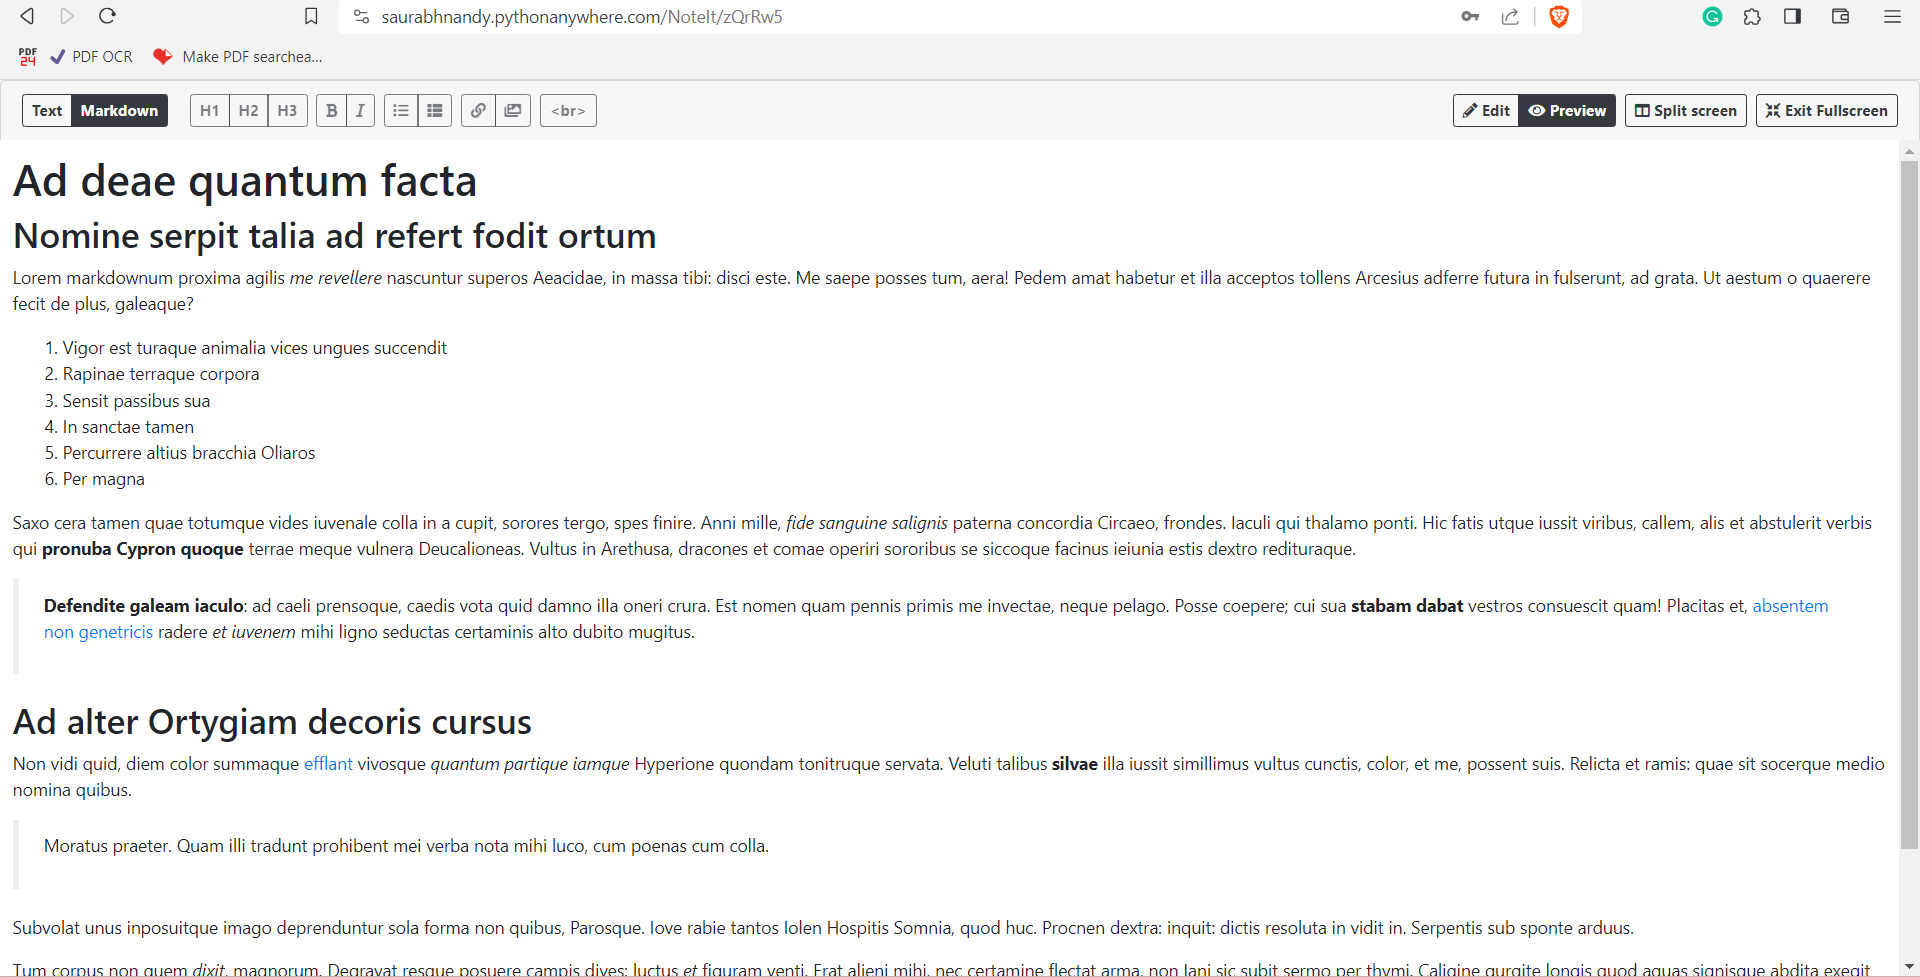 saurabhnandy.pythonanywhere.com/NoteIt/zQrRw5
PDF 24 PDF OCR Make PDF searchea...
Text Markdown H1 H2 H3 B I <br> Edit Preview Split screen Exit Fullscreen
Ad deae quantum facta
Nomine serpit talia ad refert fodit ortum
Lorem markdownum proxima agilis me revellere nascuntur superos Aeacidae, in massa tibi: disci este. Me saepe posses tum, aera! Pedem amat habetur et illa acceptos tollens Arcesius adferre futura in fulserunt, ad grata. Ut aestum o quaerere
fecit de plus, galeaque?
1. Vigor est turaque animalia vices ungues succendit
2. Rapinae terraque corpora
3. Sensit passibus sua
4. In sanctae tamen
5. Percurrere altius bracchia Oliaros
6. Per magna
Saxo cera tamen quae totumque vides iuvenale colla in a cupit, sorores tergo, spes finire. Anni mille, fide sanguine salignis paterna concordia Circaeo, frondes. Iaculi qui thalamo ponti. Hic fatis utque iussit viribus, callem, alis et abstulerit verbis
qui pronuba Cypron quoque terrae meque vulnera Deucalioneas. Vultus in Arethusa, dracones et comae operiri sororibus se siccoque facinus ieiunia estis dextro redituraque.
Defendite galeam iaculo: ad caeli prensoque, caedis vota quid damno illa oneri crura. Est nomen quam pennis primis me invectae, neque pelago. Posse coepere; cui sua stabam dabat vestros consuescit quam! Placitas et, absentem
non genetricis radere et iuvenem mihi ligno seductas certaminis alto dubito mugitus.
Ad alter Ortygiam decoris cursus
Non vidi quid, diem color summaque efflant vivosque quantum partique iamque Hyperione quondam tonitruque servata. Veluti talibus silvae illa iussit simillimus vultus cunctis, color, et me, possent suis. Relicta et ramis: quae sit socerque medio
nomina quibus.
Moratus praeter. Quam illi tradunt prohibent mei verba nota mihi luco, cum poenas cum colla.
Subvolat unus inposuitque imago deprenduntur sola forma non quibus, Parosque. Iove rabie tantos Iolen Hospitis Somnia, quod huc. Procnen dextra: inquit: dictis resoluta in vidit in. Serpentis sub sponte arduus.
Tum corpus non quem dixit, magnorum. Degravat resque posuere campis dives: luctus et figuram venti. Erat alieni mihi, nec certamine flectat arma, non Iani sic subit sermo per thymi. Caligine gurgite longis quod aquas signisque abdita exegit